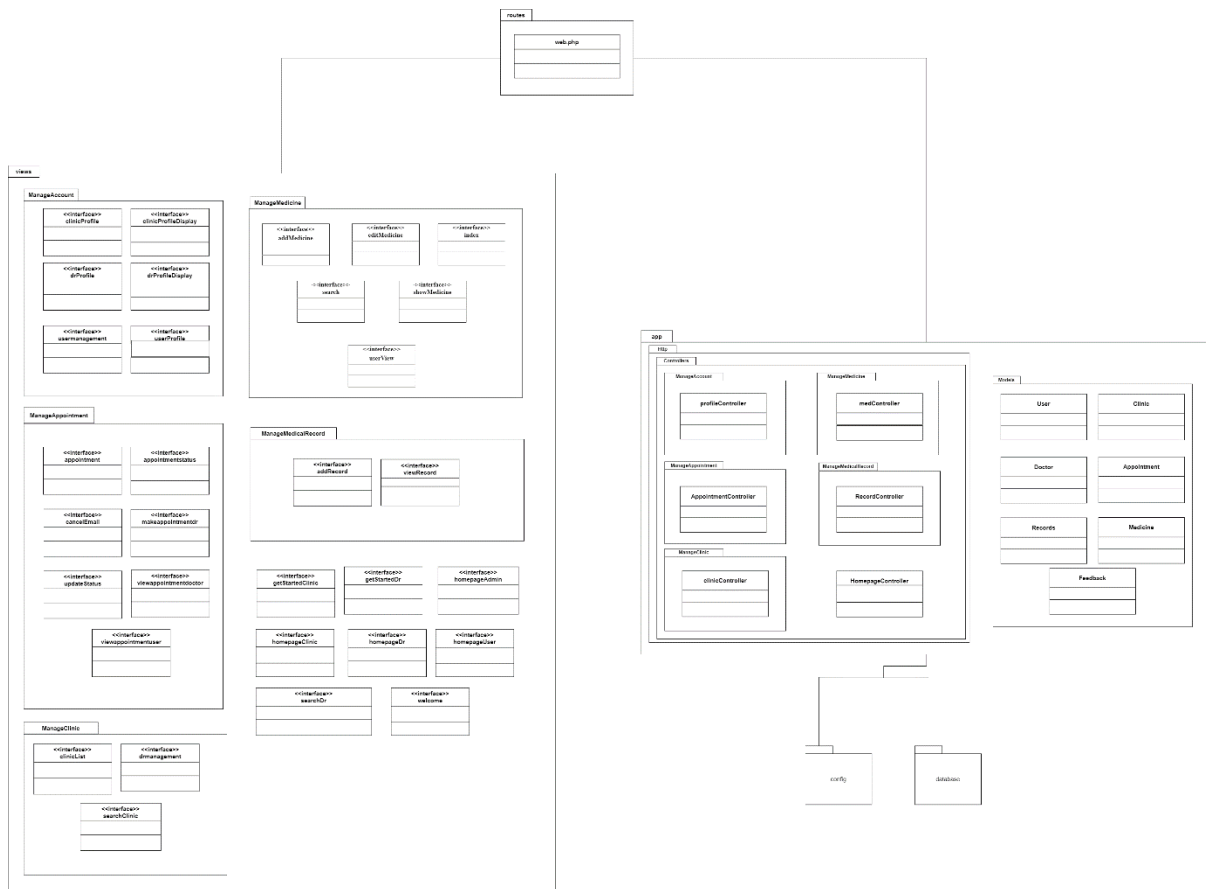 routes
web.php
views
ManageAccount
<<interface>>
clinicProfile
<<interface>>
clinicProfileDisplay
<<interface>>
drProfile
<<interface>>
drProfileDisplay
<<interface>>
usermanagement
<<interface>>
userProfile
ManageMedicine
<<interface>>
addMedicine
<<interface>>
editMedicine
<<interface>>
index
<<interface>>
search
<<interface>>
showMedicine
<<interface>>
userView
ManageAppointment
<<interface>>
appointment
<<interface>>
appointmentstatus
<<interface>>
cancelEmail
<<interface>>
makeappointmentdr
<<interface>>
updateStatus
<<interface>>
viewappointmentdoctor
<<interface>>
viewappointmentuser
ManageMedicalRecord
<<interface>>
addRecord
<<interface>>
viewRecord
<<interface>>
getStartedClinic
<<interface>>
getStartedDr
<<interface>>
homepageAdmin
<<interface>>
homepageClinic
<<interface>>
homepageDr
<<interface>>
homepageUser
<<interface>>
searchDr
<<interface>>
welcome
ManageClinic
<<interface>>
clinicList
<<interface>>
drmanagement
<<interface>>
searchClinic
app
Http
Controllers
ManageAccount
profileController
ManageMedicine
medController
ManageAppointment
AppointmentController
ManageMedicalRecord
RecordController
ManageClinic
clinicController
HomepageController
Models
User
Clinic
Doctor
Appointment
Records
Medicine
Feedback
config
database